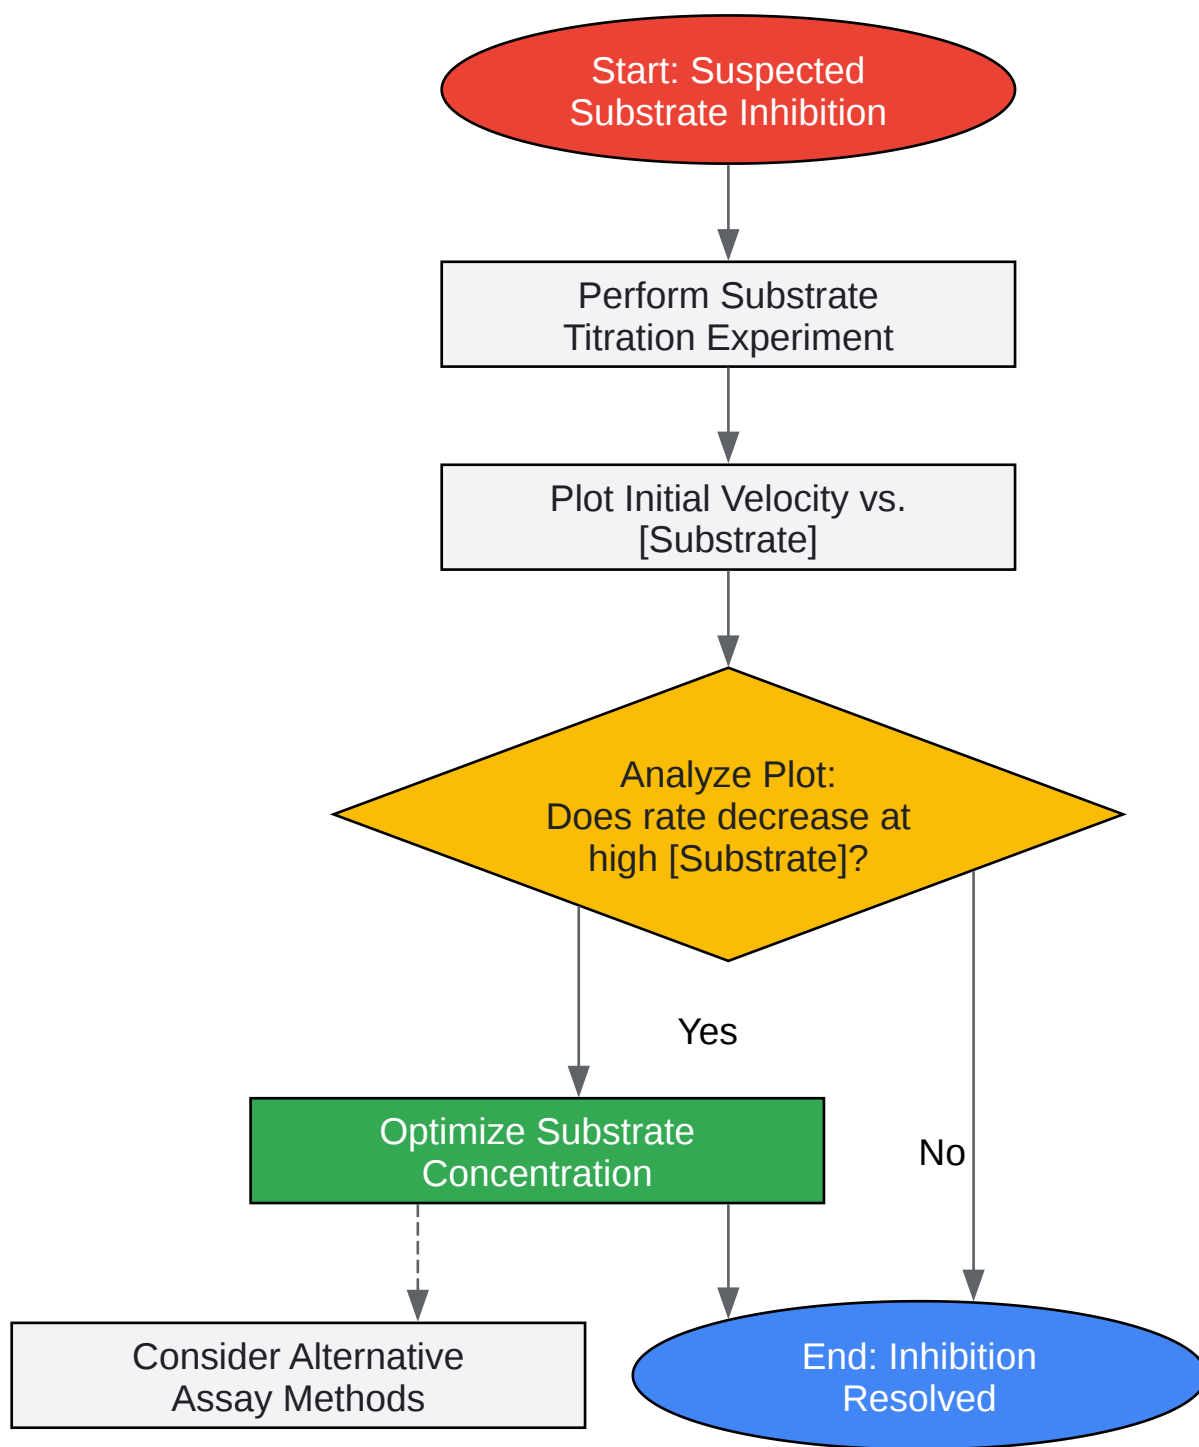 Start: Suspected
Substrate Inhibition
Perform Substrate
Titration Experiment
Plot Initial Velocity vs.
[Substrate]
Analyze Plot:
Does rate decrease at
high [Substrate]?
Yes
Optimize Substrate
Concentration
No
Consider Alternative
Assay Methods
End: Inhibition
Resolved